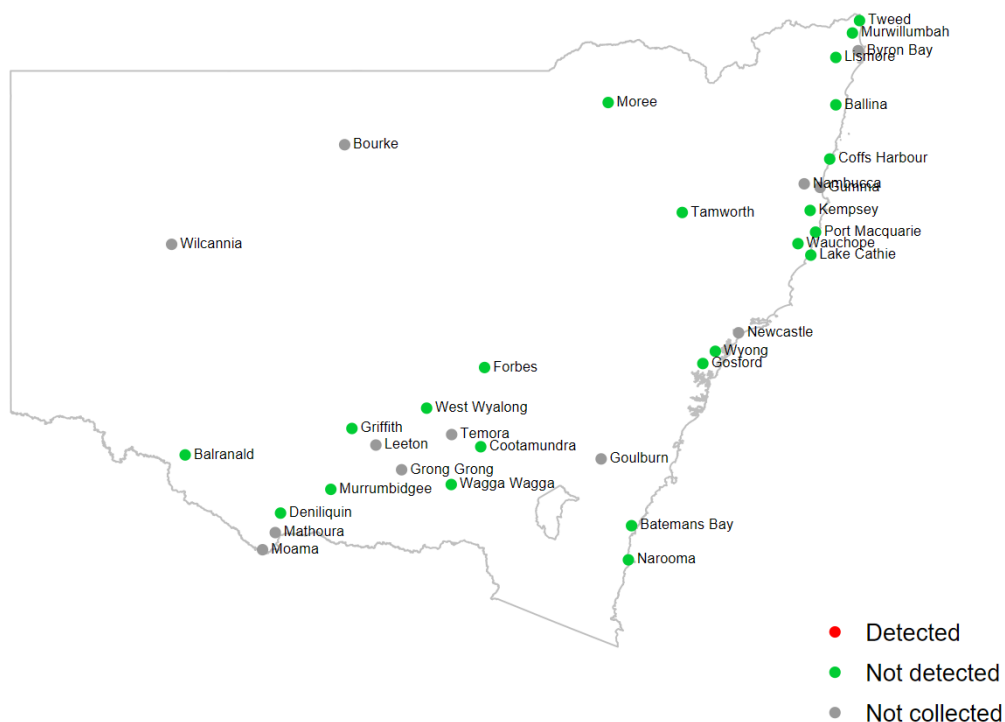 Tweed
Murwillumbah
Byron Bay
Lismore
Moree
Ballina
Bourke
Coffs Harbour
Nambucca
Gumma
Kempsey
Tamworth
Port Macquarie
Wauchope
Wilcannia
Lake Cathie
Newcastle
Wyong
Gosford
Forbes
West Wyalong
Griffith
Temora
Leeton
Cootamundra
Balranald
Goulburn
Grong Grong
Wagga Wagga
Murrumbidgee
Deniliquin
Batemans Bay
Mathoura
Moama
Narooma
Detected
Not detected
Not collected